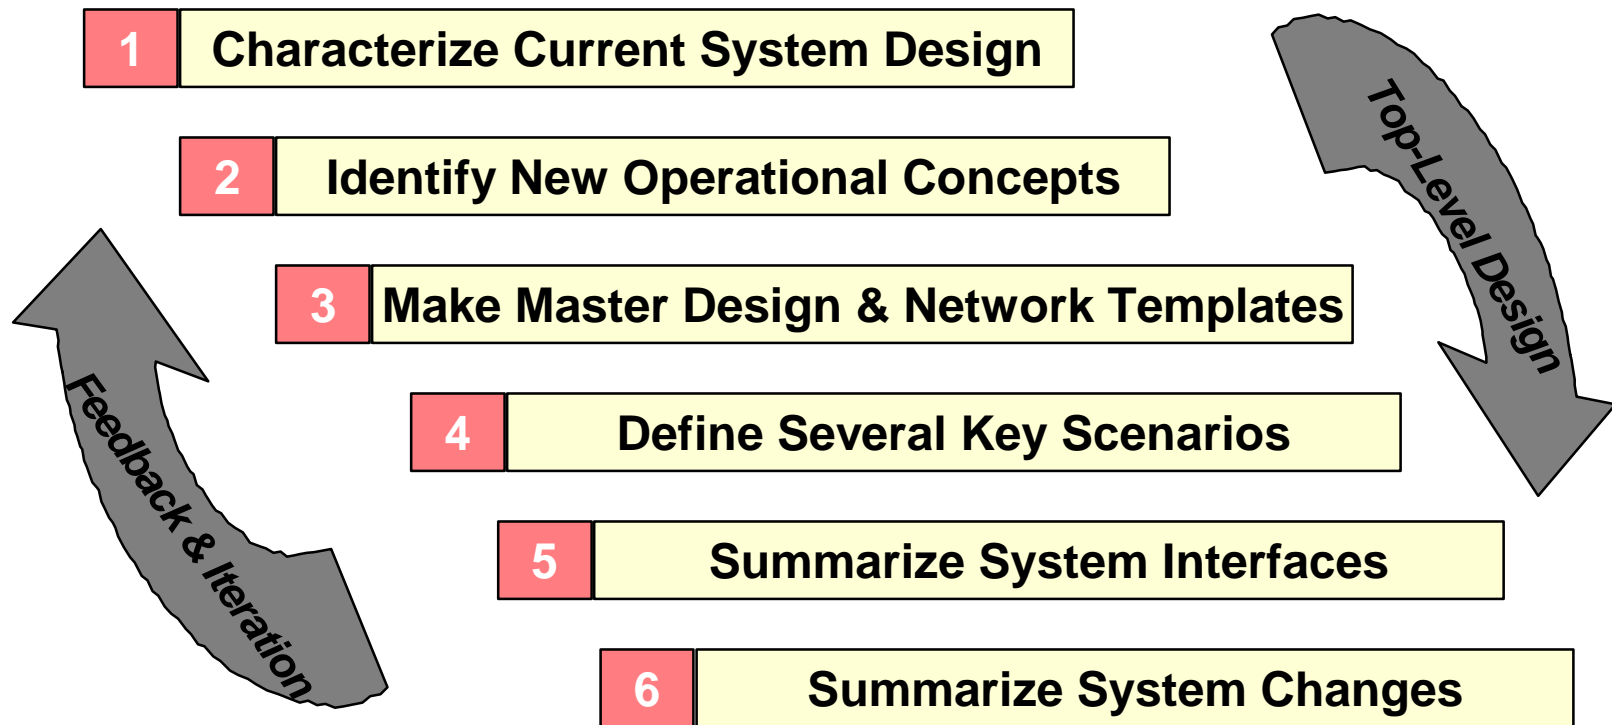 1 Characterize Current System Design
2 Identify New Operational Concepts
3 Make Master Design & Network Templates
4 Define Several Key Scenarios
5 Summarize System Interfaces
6 Summarize System Changes
Top-Level Design
Feedback & Iteration